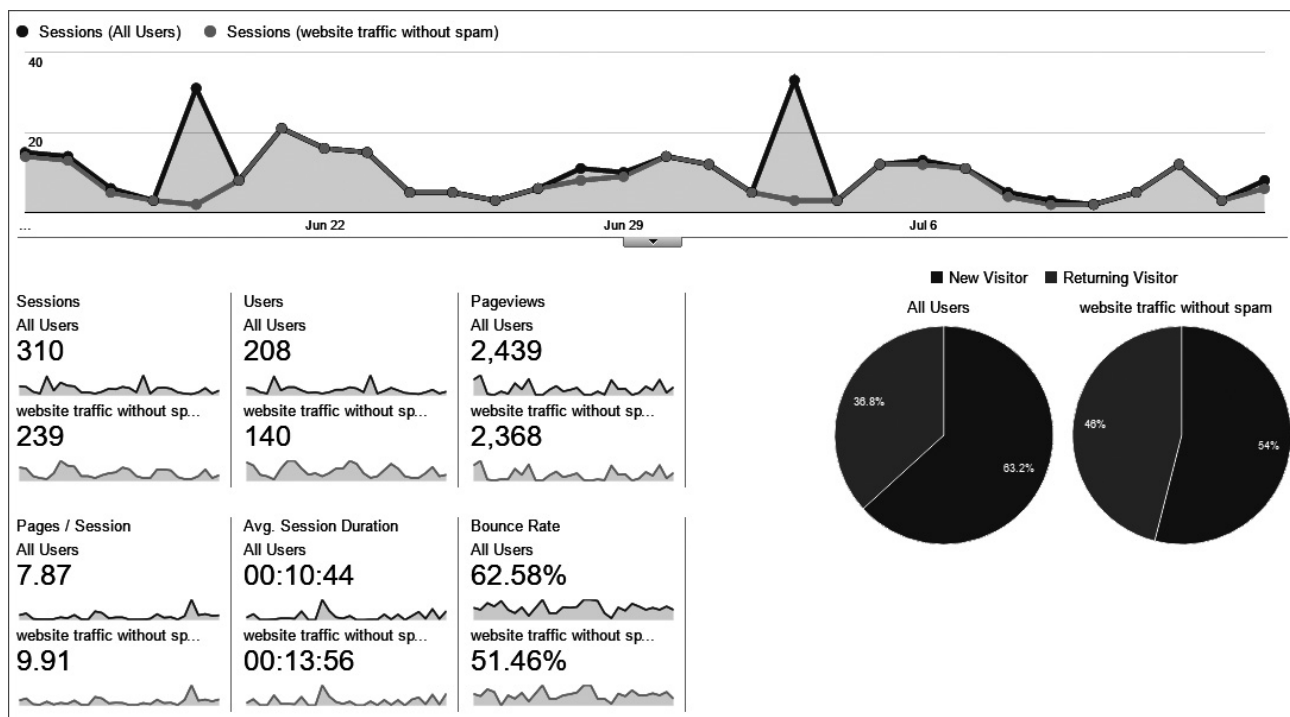 Sessions (All Users) Sessions (website traffic without spam)
40
20
... Jun 22 Jun 29 Jul 6
New Visitor Returning Visitor
All Users website traffic without spam
36.8%
63.2%
46%
54%
Sessions
All Users
310
website traffic without sp...
239
Users
All Users
208
website traffic without sp...
140
Pageviews
All Users
2,439
website traffic without sp...
2,368
Pages / Session
All Users
7.87
website traffic without sp...
9.91
Avg. Session Duration
All Users
00:10:44
website traffic without sp...
00:13:56
Bounce Rate
All Users
62.58%
website traffic without sp...
51.46%